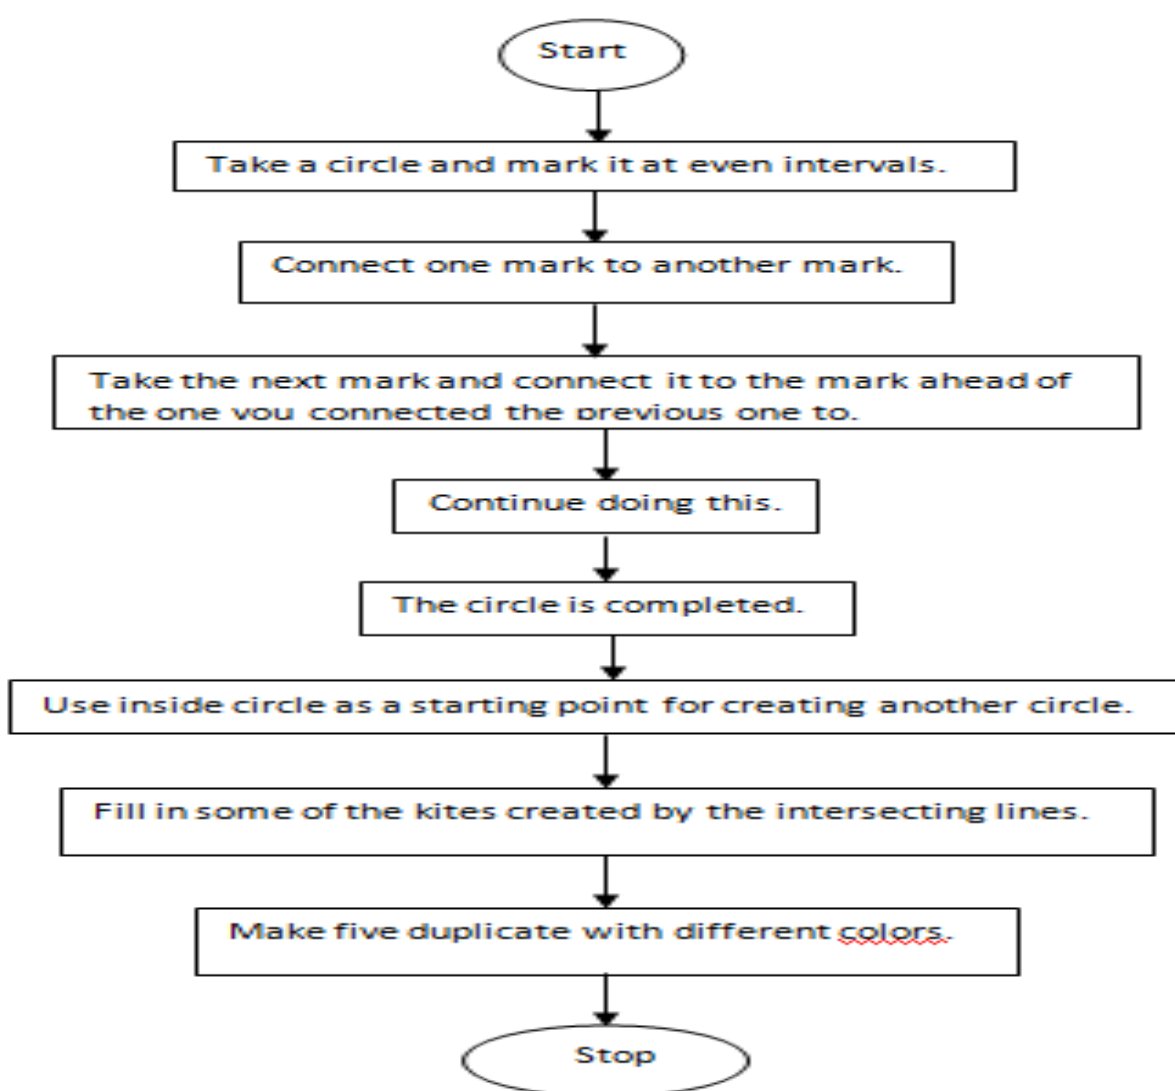 Start
Take a circle and mark it at even intervals.
Connect one mark to another mark.
Take the next mark and connect it to the mark ahead of
the one you connected the previous one to.
Continue doing this.
The circle is completed.
Use inside circle as a starting point for creating another circle.
Fill in some of the kites created by the intersecting lines.
Make five duplicate with different colors.
Stop